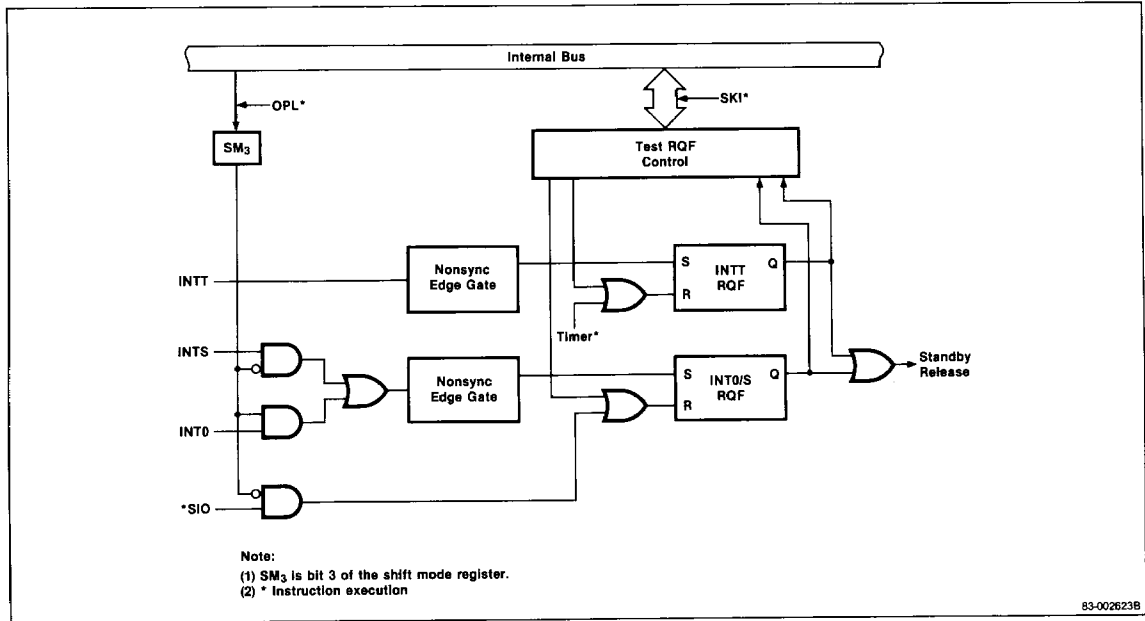 Internal Bus
OPL*
SKI*
SM₃
Test RQF
Control
INTT
Nonsync
Edge Gate
S
INTT
RQF
Q
R
Timer*
INTS
Nonsync
Edge Gate
S
INT0/S
RQF
Q
R
Standby
Release
INT0
*SIO
Note:
(1) SM₃ is bit 3 of the shift mode register.
(2) * Instruction execution
83-002623B